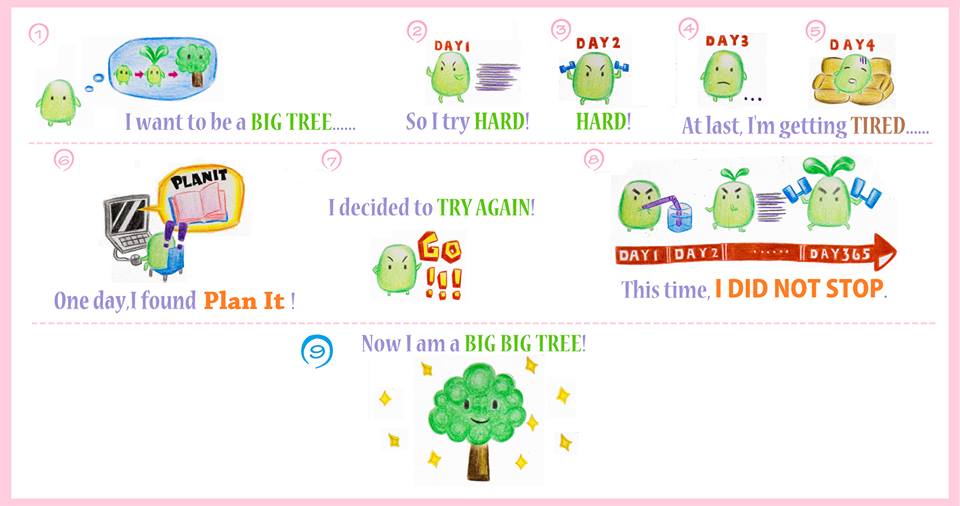 1
I want to be a BIG TREE......
2
DAY1
So I try HARD!
3
DAY2
HARD!
4
DAY3
...
5
DAY4
At last, I'm getting TIRED......
6
PLANIT
One day,I found Plan It !
7
I decided to TRY AGAIN!
GO
!!!
8
DAY1 DAY2 ...... DAY365
This time, I DID NOT STOP.
9
Now I am a BIG BIG TREE!